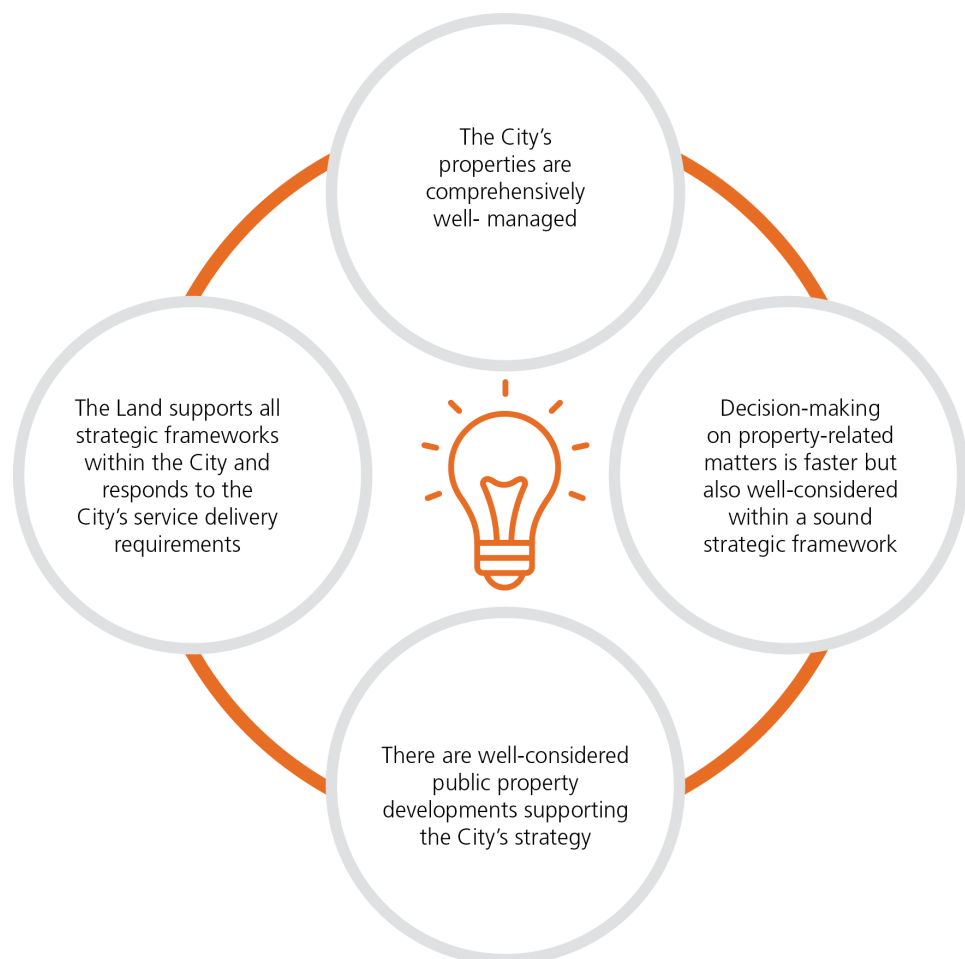 The City’s
properties are
comprehensively
well- managed
The Land supports all
strategic frameworks
within the City and
responds to the
City’s service delivery
requirements
Decision-making
on property-related
matters is faster but
also well-considered
within a sound
strategic framework
There are well-considered
public property
developments supporting
the City’s strategy